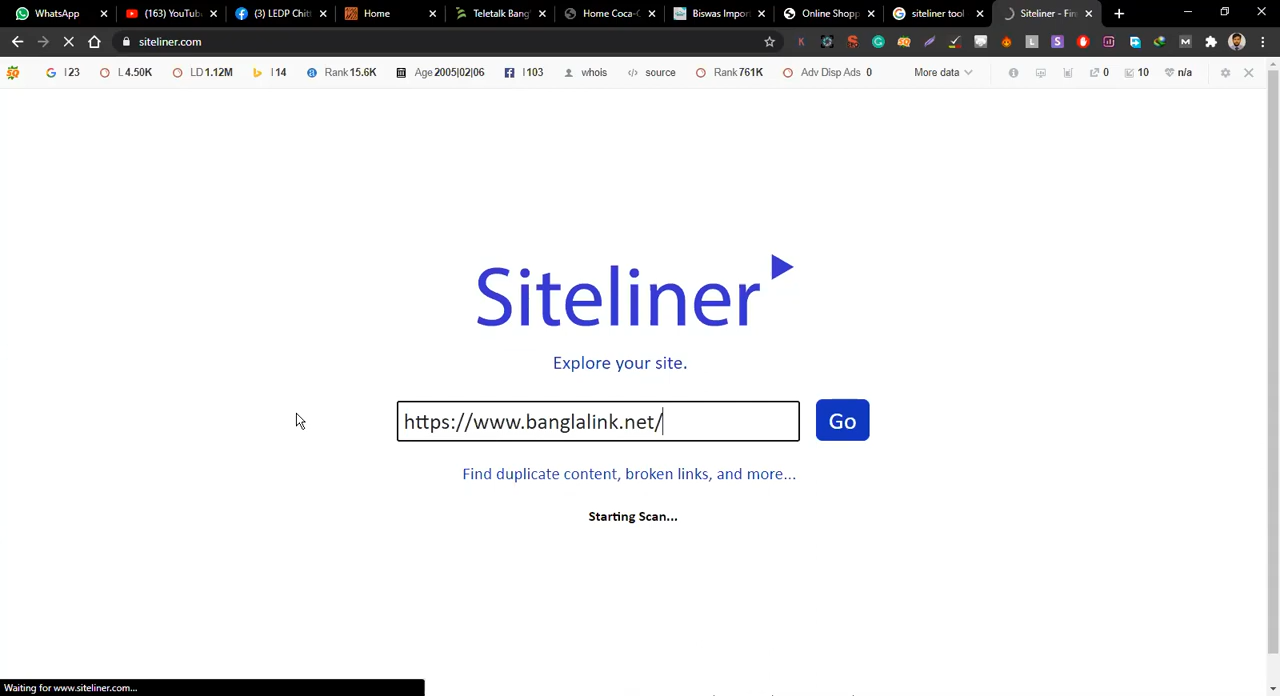 WhatsApp (163) YouTub (3) LEDP Chitt Home Teletalk Bang Home Coca-C Biswas Impor Online Shopp siteliner tool Siteliner - Fin
siteliner.com
I 23 L 4.50K LD 1.12M I 14 Rank 15.6K Age 2005|02|06 I 103 whois source Rank 761K Adv Disp Ads 0 More data 0 10 n/a
Siteliner
Explore your site.
https://www.banglalink.net/ Go
Find duplicate content, broken links, and more...
Starting Scan...
Waiting for www.siteliner.com...